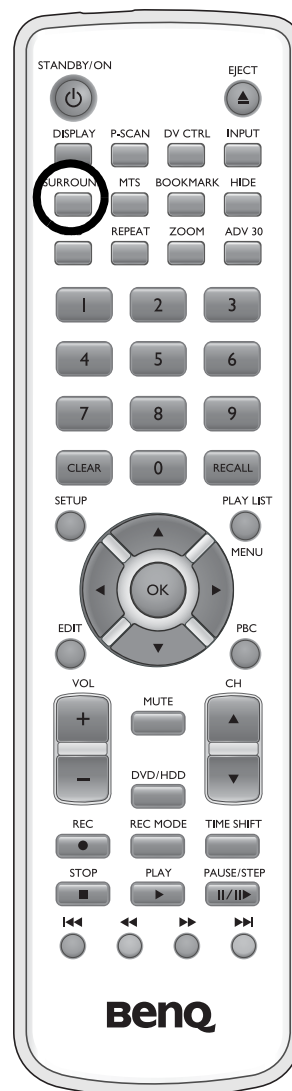 STANDBY/ON EJECT
DISPLAY P-SCAN DV CTRL INPUT
SURROUN MTS BOOKMARK HIDE
REPEAT ZOOM ADV 30
1 2 3
4 5 6
7 8 9
CLEAR 0 RECALL
SETUP PLAY LIST
MENU
OK
EDIT PBC
VOL CH
MUTE
+
−
DVD/HDD
REC REC MODE TIME SHIFT
STOP PLAY PAUSE/STEP
BenQ